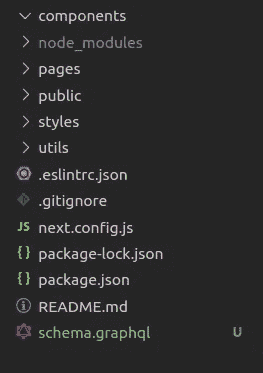 components
node_modules
pages
public
styles
utils
.eslintrc.json
.gitignore
JS next.config.js
{ } package-lock.json
{ } package.json
README.md
schema.graphql U